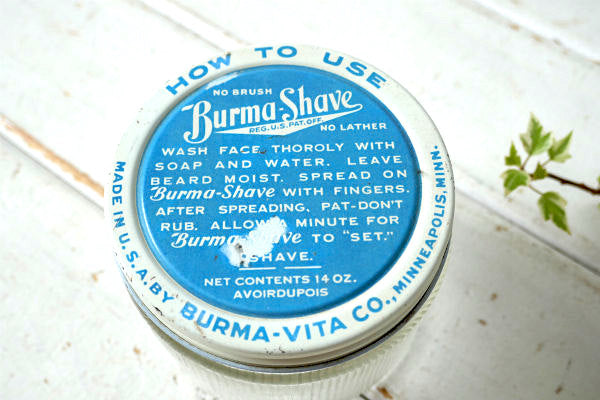 HOW TO USE
NO BRUSH
Burma-Shave
REG. U.S. PAT. OFF.
NO LATHER
WASH FACE THOROLY WITH
SOAP AND WATER. LEAVE
BEARD MOIST. SPREAD ON
Burma-Shave WITH FINGERS.
AFTER SPREADING, PAT-DON'T
RUB. ALLOW A MINUTE FOR
Burma-Shave TO "SET."
SHAVE.
NET CONTENTS 14 OZ.
AVOIRDUPOIS
MADE IN U.S.A. BY BURMA-VITA CO., MINNEAPOLIS, MINN.